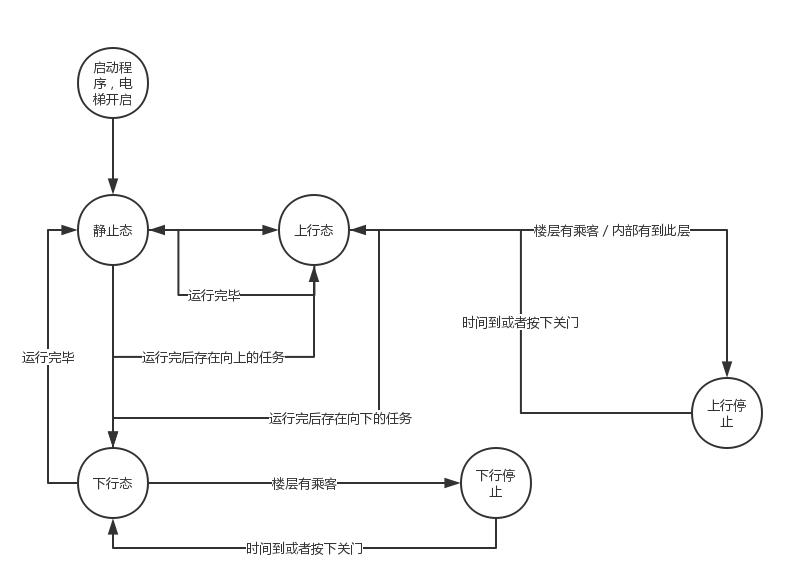 启动程
序，电
梯开启
静止态
上行态
楼层有乘客 / 内部有到此层
运行完毕
时间到或者按下关门
运行完毕
运行完后存在向上的任务
上行停
止
运行完后存在向下的任务
下行态
楼层有乘客
下行停
止
时间到或者按下关门